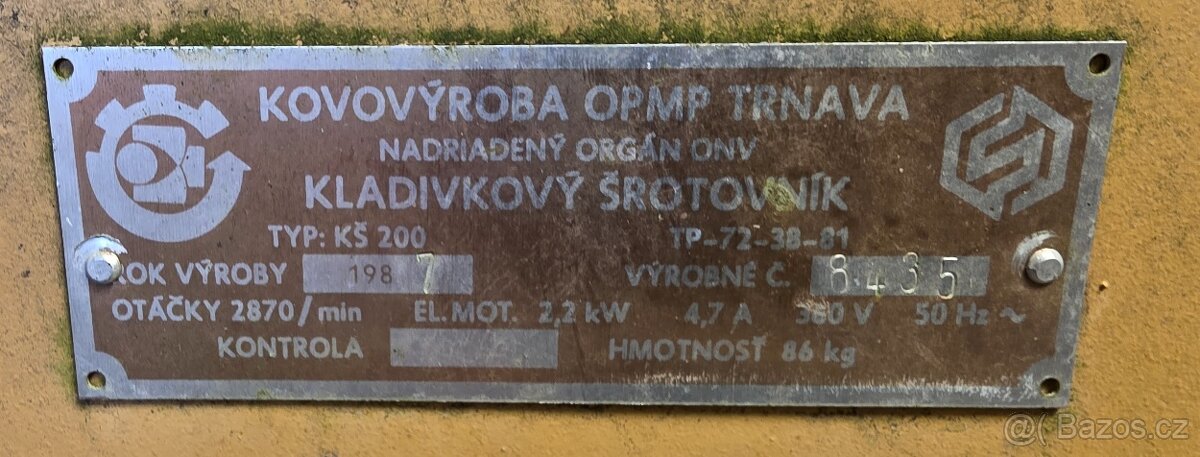 KOVOVÝROBA OPMP TRNAVA
NADRIADENÝ ORGÁN ONV
KLADIVKOVÝ ŠROTOVNÍK
TYP: KŠ 200 TP-72-38-81
ROK VÝROBY 1987 VÝROBNÉ Č. 8435
OTÁČKY 2870/min EL. MOT. 2,2 kW 4,7 A 380 V 50 Hz ~
KONTROLA HMOTNOSŤ 86 kg
@( Bazos.cz